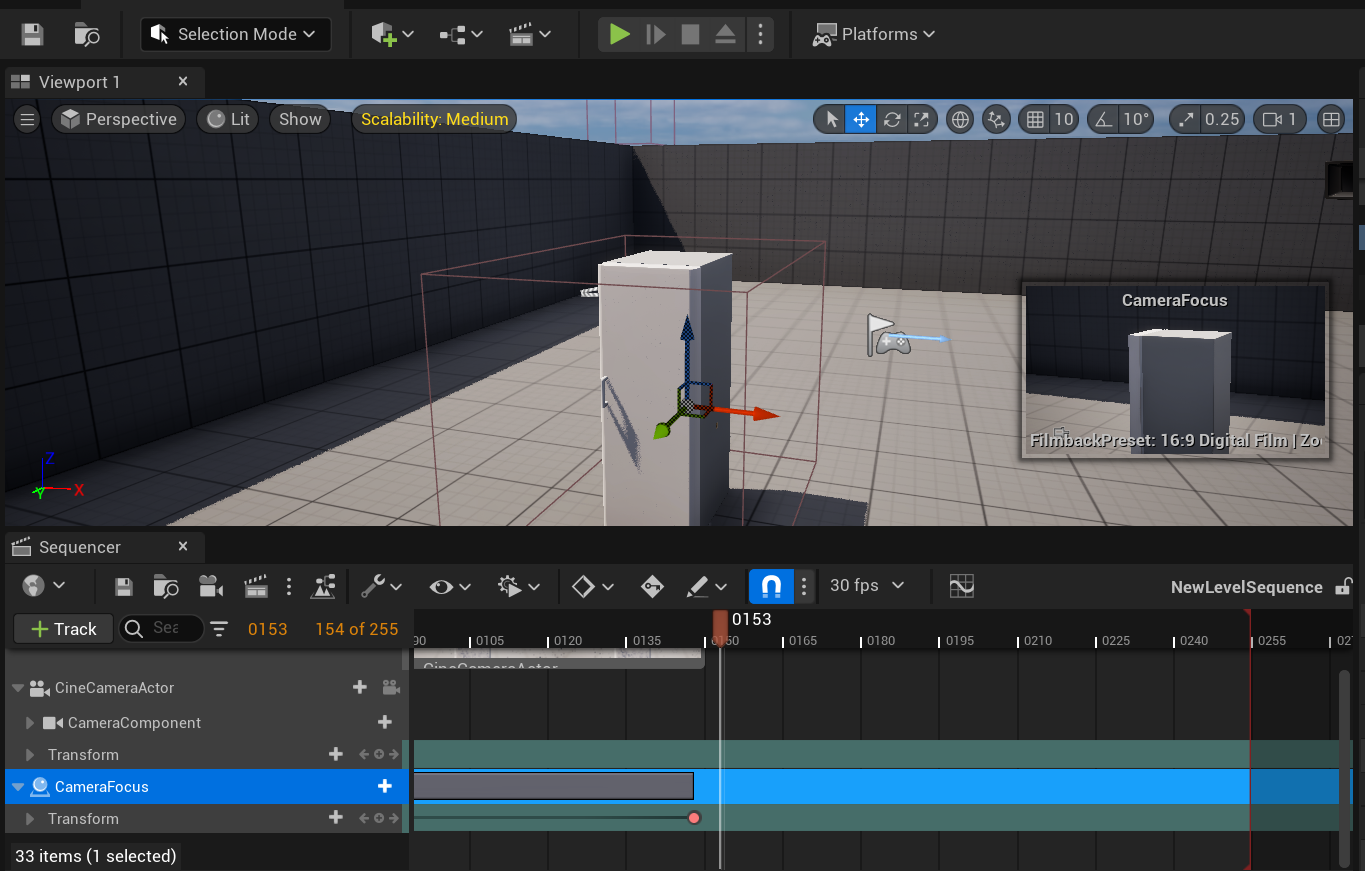 Selection Mode
Platforms
Viewport 1
Perspective
Lit
Show
Scalability: Medium
10
10°
0.25
1
CameraFocus
FilmbackPreset: 16:9 Digital Film | Zo
Z
X
Y
Sequencer
30 fps
NewLevelSequence
Track
Sea
0153
154 of 255
0153
90
0105
0120
0135
0150
0165
0180
0195
0210
0225
0240
0255
027
CineCameraActor
CineCameraActor
CameraComponent
Transform
CameraFocus
Transform
33 items (1 selected)